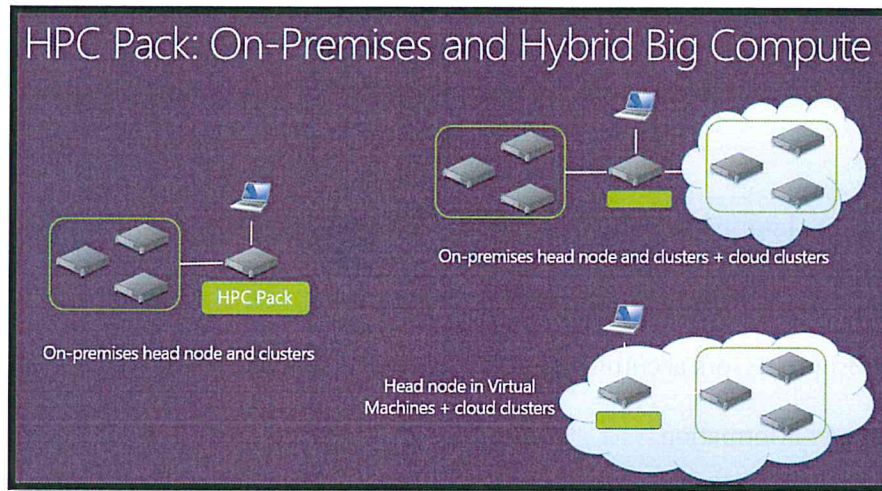 HPC Pack: On-Premises and Hybrid Big Compute
HPC Pack
On-premises head node and clusters
On-premises head node and clusters + cloud clusters
Head node in Virtual
Machines + cloud clusters